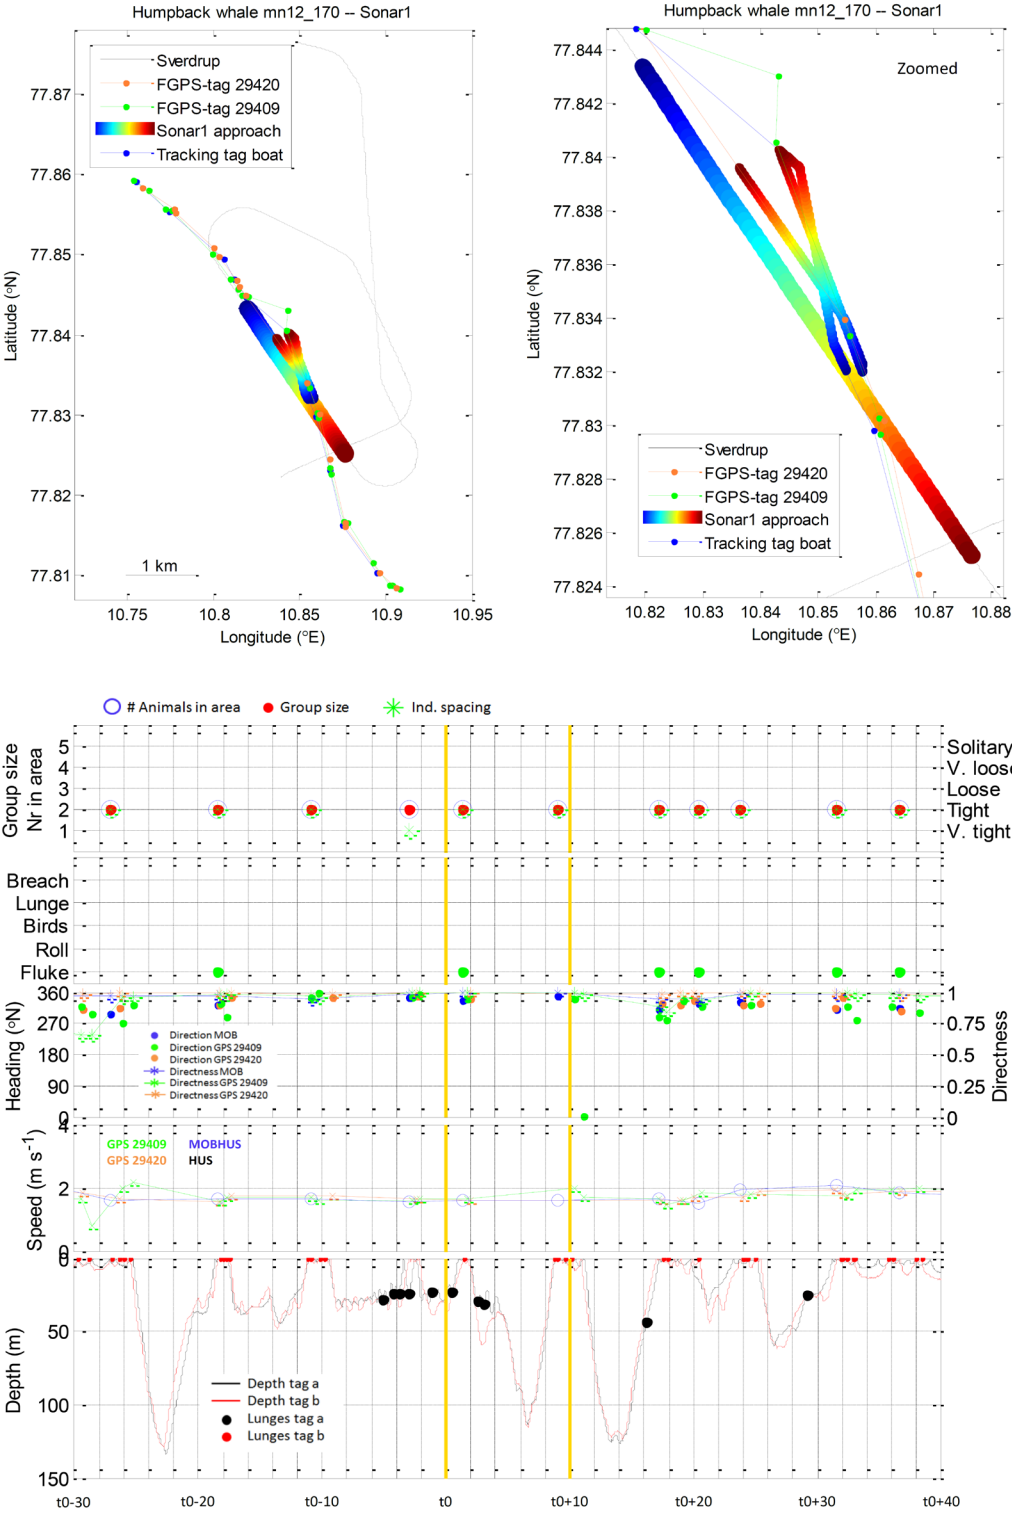 Humpback whale mn12_170 -- Sonar1
Sverdrup
FGPS-tag 29420
FGPS-tag 29409
Sonar1 approach
Tracking tag boat
77.87
77.86
77.85
77.84
77.83
77.82
77.81
Latitude (°N)
1 km
10.75
10.8
10.85
10.9
10.95
Longitude (°E)
Humpback whale mn12_170 -- Sonar1
Zoomed
77.844
77.842
77.84
77.838
77.836
77.834
77.832
77.83
77.828
77.826
77.824
Latitude (°N)
Sverdrup
FGPS-tag 29420
FGPS-tag 29409
Sonar1 approach
Tracking tag boat
10.82
10.83
10.84
10.85
10.86
10.87
10.88
Longitude (°E)
# Animals in area
Group size
Ind. spacing
Group size
Nr in area
5
4
3
2
1
Solitary
V. loose
Loose
Tight
V. tight
Breach
Lunge
Birds
Roll
Fluke
Heading (°N)
360
270
180
90
0
Direction MOB
Direction GPS 29409
Direction GPS 29420
Directness MOB
Directness GPS 29409
Directness GPS 29420
1
0.75
0.5
0.25
0
Directness
Speed (m s-1)
4
2
0
GPS 29409 MOBHUS
GPS 29420 HUS
Depth (m)
0
50
100
150
Depth tag a
Depth tag b
Lunges tag a
Lunges tag b
t0-30
t0-20
t0-10
t0
t0+10
t0+20
t0+30
t0+40